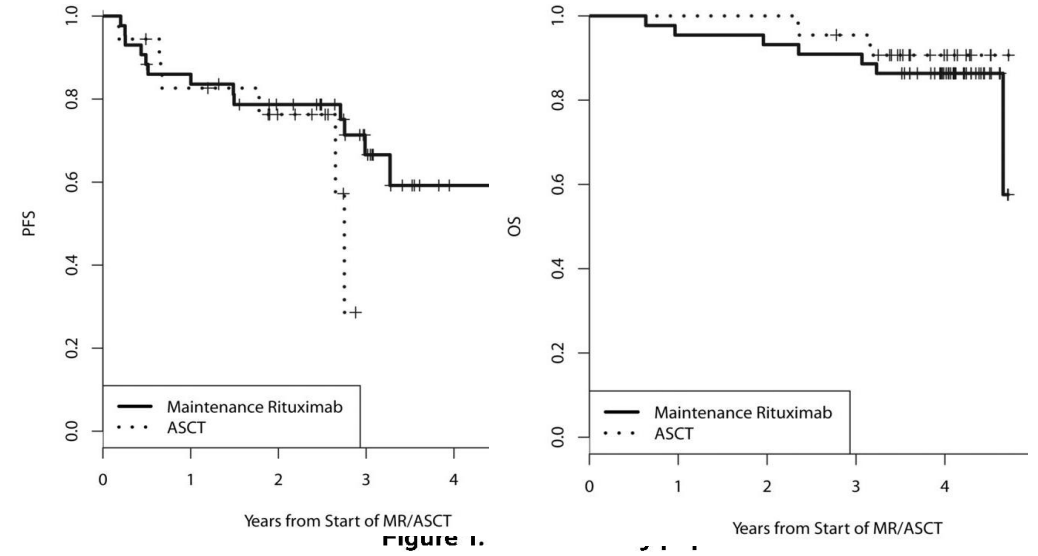 1.0
0.8
0.6
0.4
0.2
0.0
PFS
Maintenance Rituximab
ASCT
0 1 2 3 4
Years from Start of MR/ASCT
1.0
0.8
0.6
0.4
0.2
0.0
OS
Maintenance Rituximab
ASCT
0 1 2 3 4
Years from Start of MR/ASCT
Figure 1.